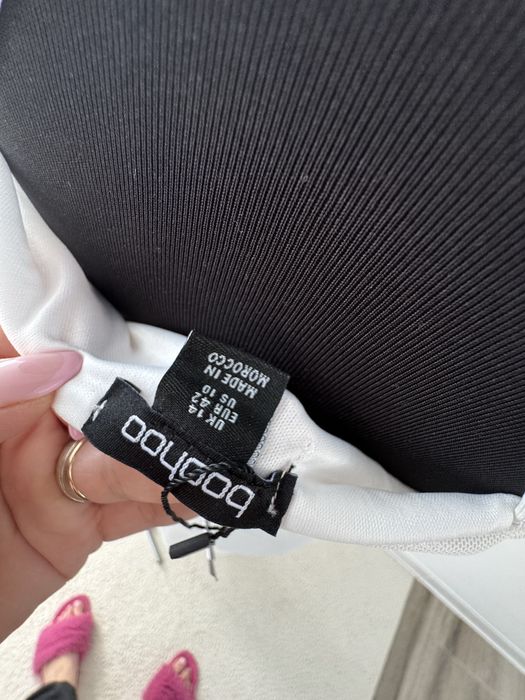 boohoo
UK 14
EUR 42
US 10
MADE IN
MOROCCO